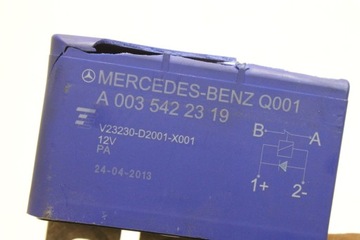 MERCEDES-BENZ Q001
A 003 542 23 19
V23230-D2001-X001
12V
PA
24-04-2013
B
A
1+
2-